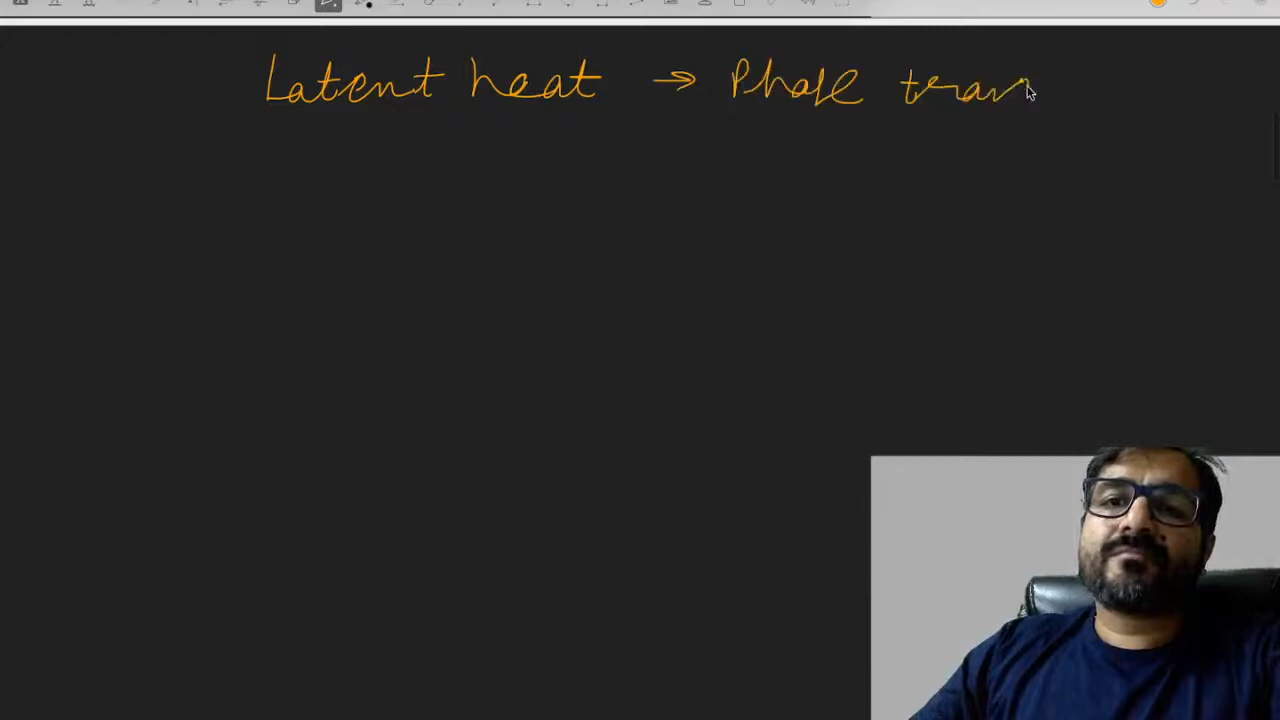 Latent heat → Phase tran